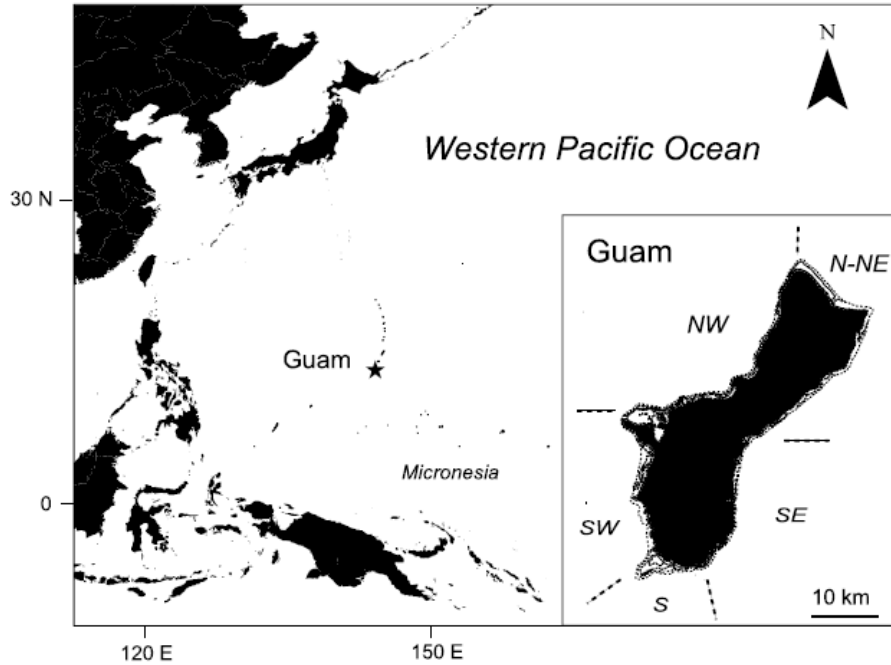 N
Western Pacific Ocean
30 N
Guam
N-NE
NW
Guam
Micronesia
0
SW
SE
S
10 km
120 E
150 E